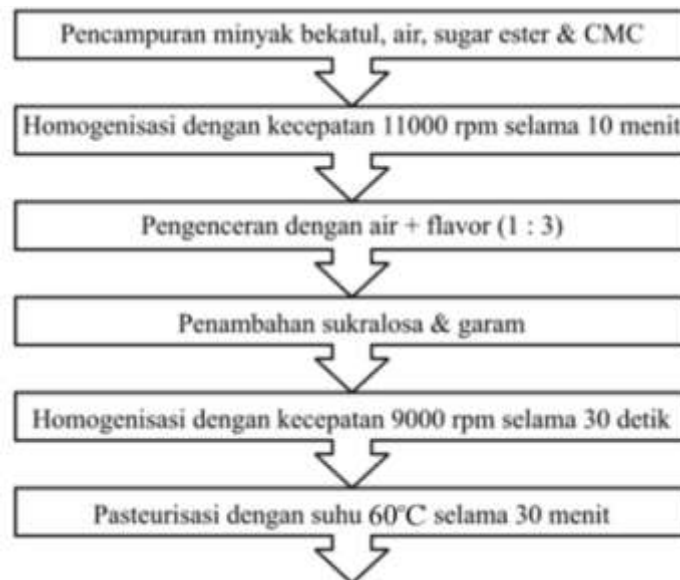 Pencampuran minyak bekatul, air, sugar ester & CMC
Homogenisasi dengan kecepatan 11000 rpm selama 10 menit
Pengenceran dengan air + flavor (1 : 3)
Penambahan sukralosa & garam
Homogenisasi dengan kecepatan 9000 rpm selama 30 detik
Pasteurisasi dengan suhu 60°C selama 30 menit